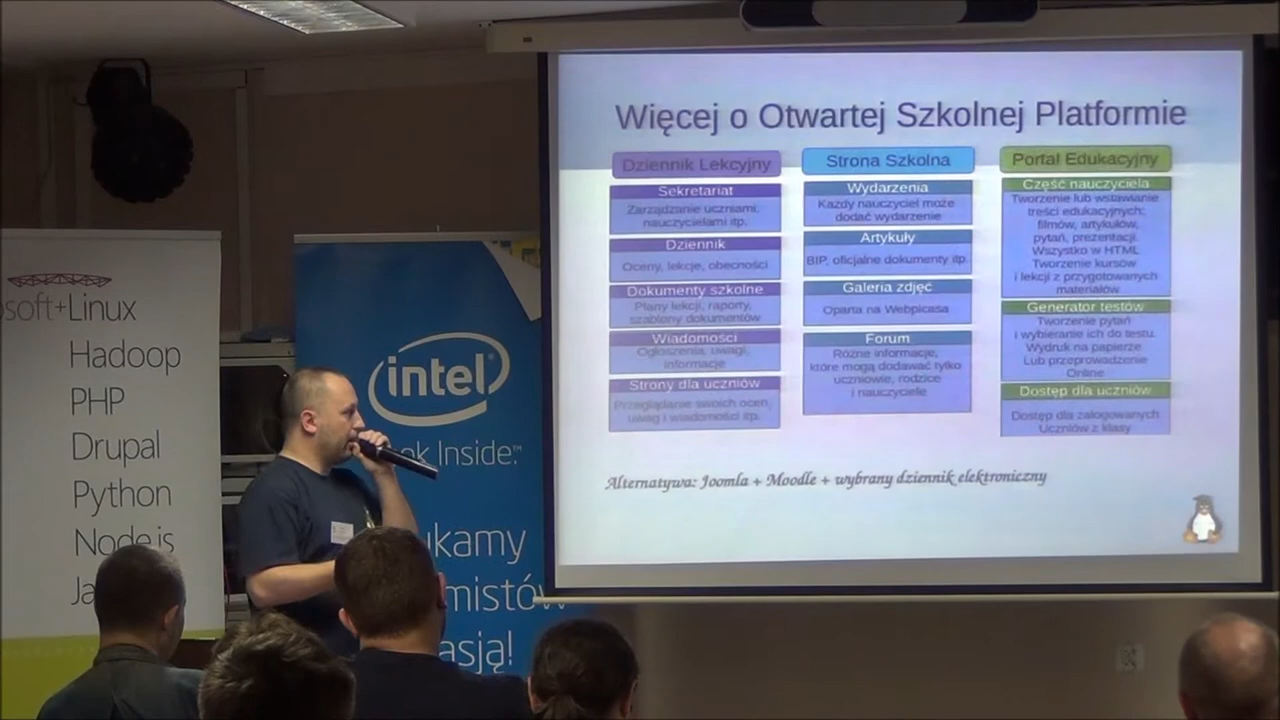 Więcej o Otwartej Szkolnej Platformie
Dziennik Lekcyjny
Sekretariat
Zarządzanie uczniami,
nauczycielami itp.
Dziennik
Oceny, lekcje, obecności
Dokumenty szkolne
Plany lekcji, raporty,
szablony dokumentów
Wiadomości
Ogłoszenia, uwagi,
informacje
Strony dla uczniów
Przeglądanie swoich ocen,
uwag i wiadomości itp.
Strona Szkolna
Wydarzenia
Każdy nauczyciel może
dodać wydarzenie
Artykuły
BIP, oficjalne dokumenty itp.
Galeria zdjęć
Oparta na Webpicasa
Forum
Różne informacje,
które mogą dodawać tylko
uczniowie, rodzice
i nauczyciele
Portal Edukacyjny
Część nauczyciela
Tworzenie lub wstawianie
treści edukacyjnych:
filmów, artykułów,
pytań, prezentacji.
Wszystko w HTML
Tworzenie kursów
i lekcji z przygotowanych
materiałów
Generator testów
Tworzenie pytań
i wybieranie ich do testu.
Wydruk na papierze
Lub przeprowadzenie
Online
Dostęp dla uczniów
Dostęp dla zalogowanych
Uczniów z klasy
Alternatywa: Joomla + Moodle + wybrany dziennik elektroniczny
osoft+Linux
Hadoop
PHP
Drupal
Python
Node.js
Ja
intel
ok Inside.™
ukamy
mistów
asją!